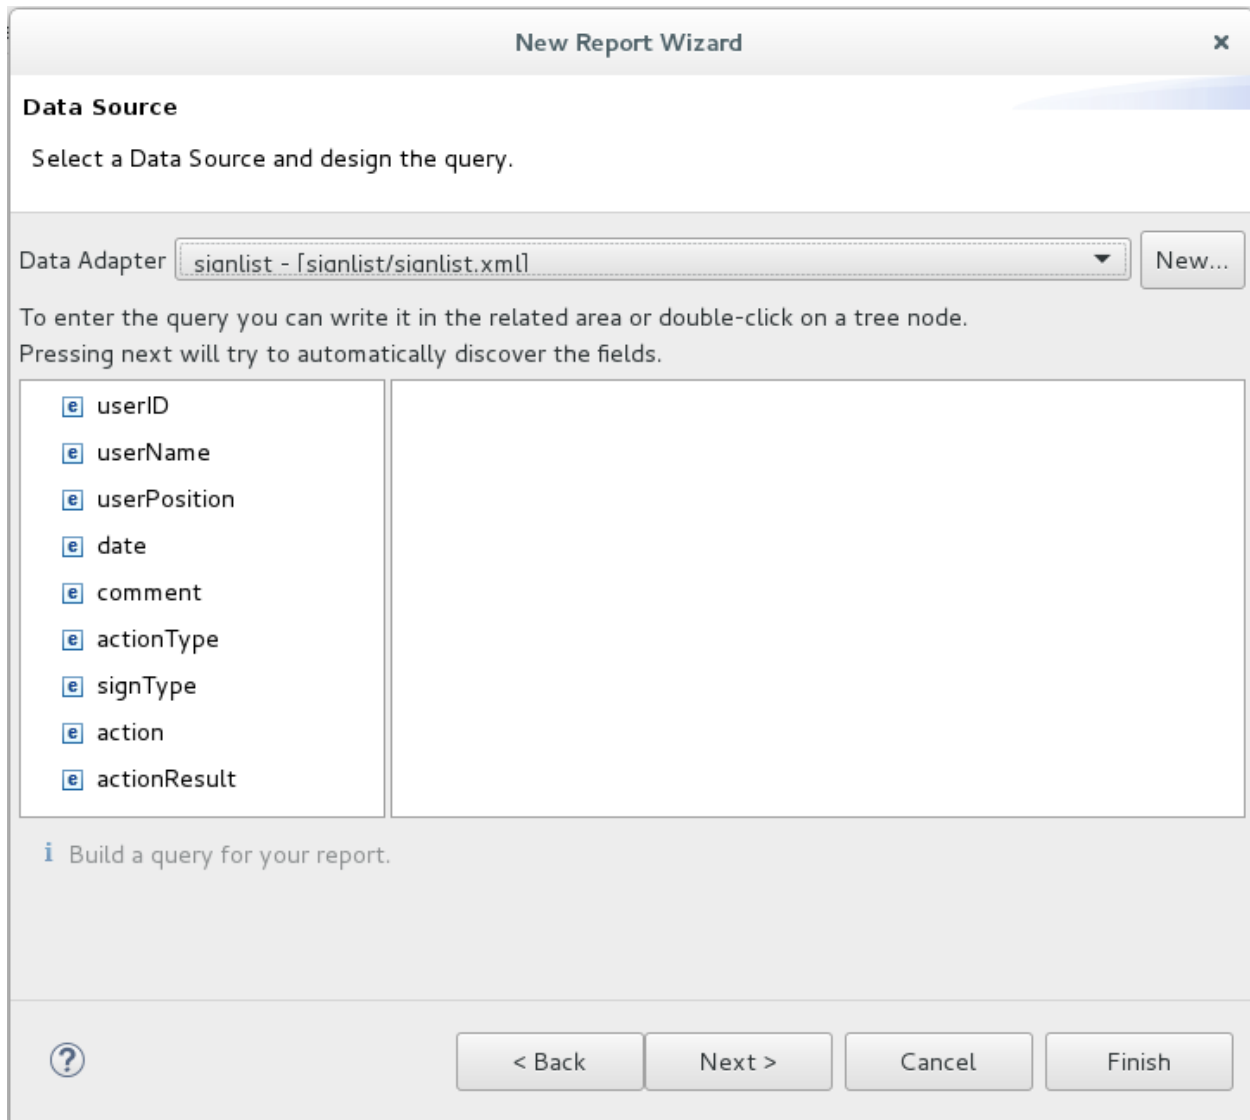 New Report Wizard
Data Source
Select a Data Source and design the query.
Data Adapter signlist - [signlist/signlist.xml] New...
To enter the query you can write it in the related area or double-click on a tree node.
Pressing next will try to automatically discover the fields.
userID
userName
userPosition
date
comment
actionType
signType
action
actionResult
Build a query for your report.
< Back Next > Cancel Finish